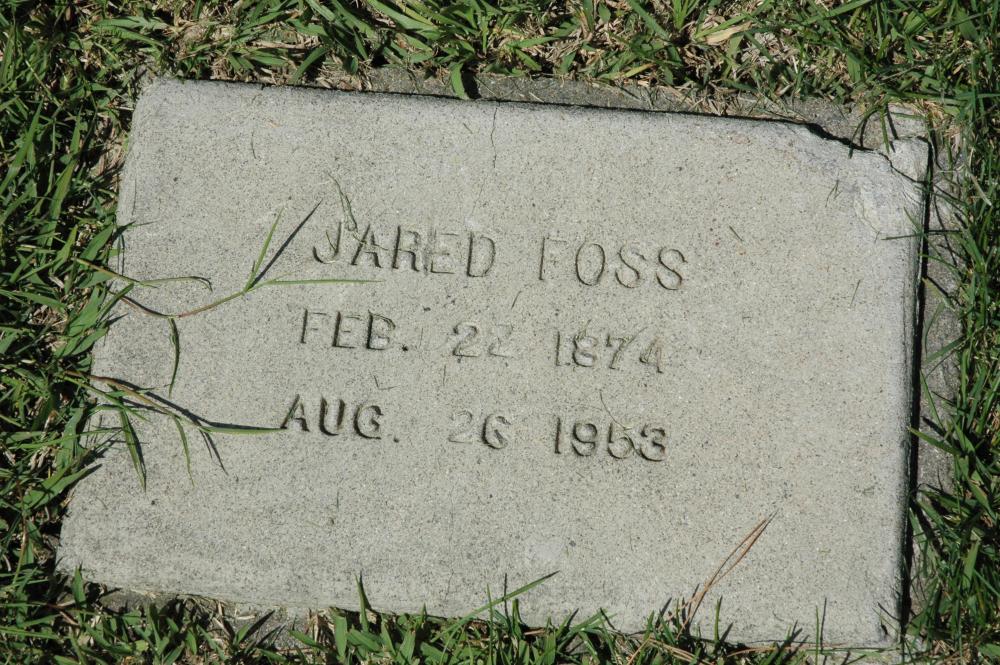 JARED FOSS
FEB. 22 1874
AUG. 26 1953